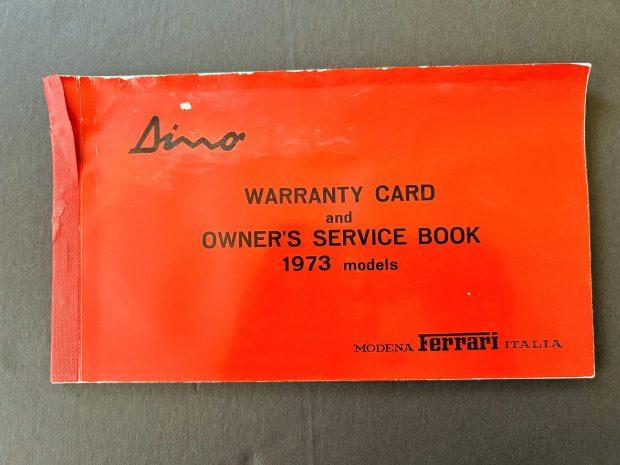 Dino
WARRANTY CARD
and
OWNER'S SERVICE BOOK
1973 models
MODENA Ferrari ITALIA